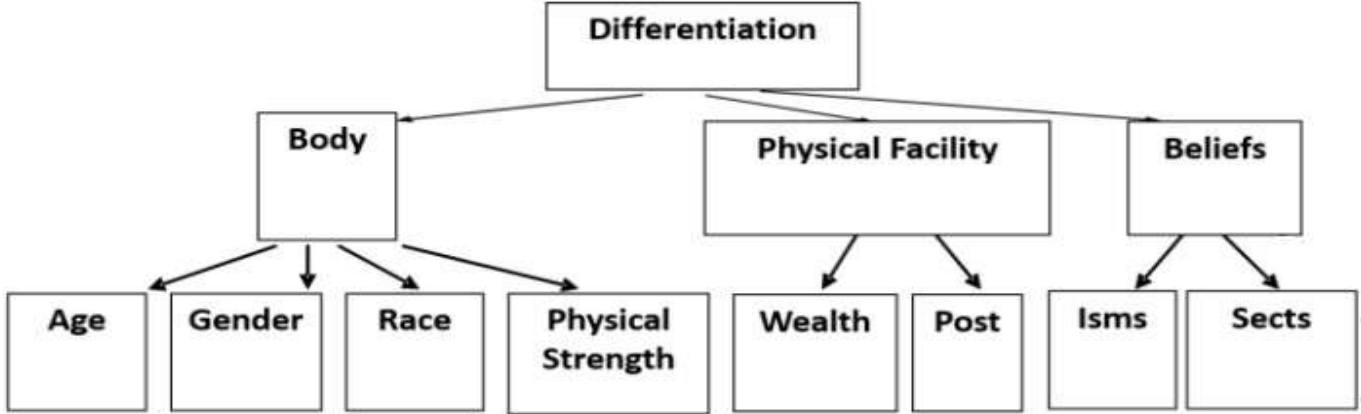 Differentiation
Body
Physical Facility
Beliefs
Age
Gender
Race
Physical
Strength
Wealth
Post
Isms
Sects